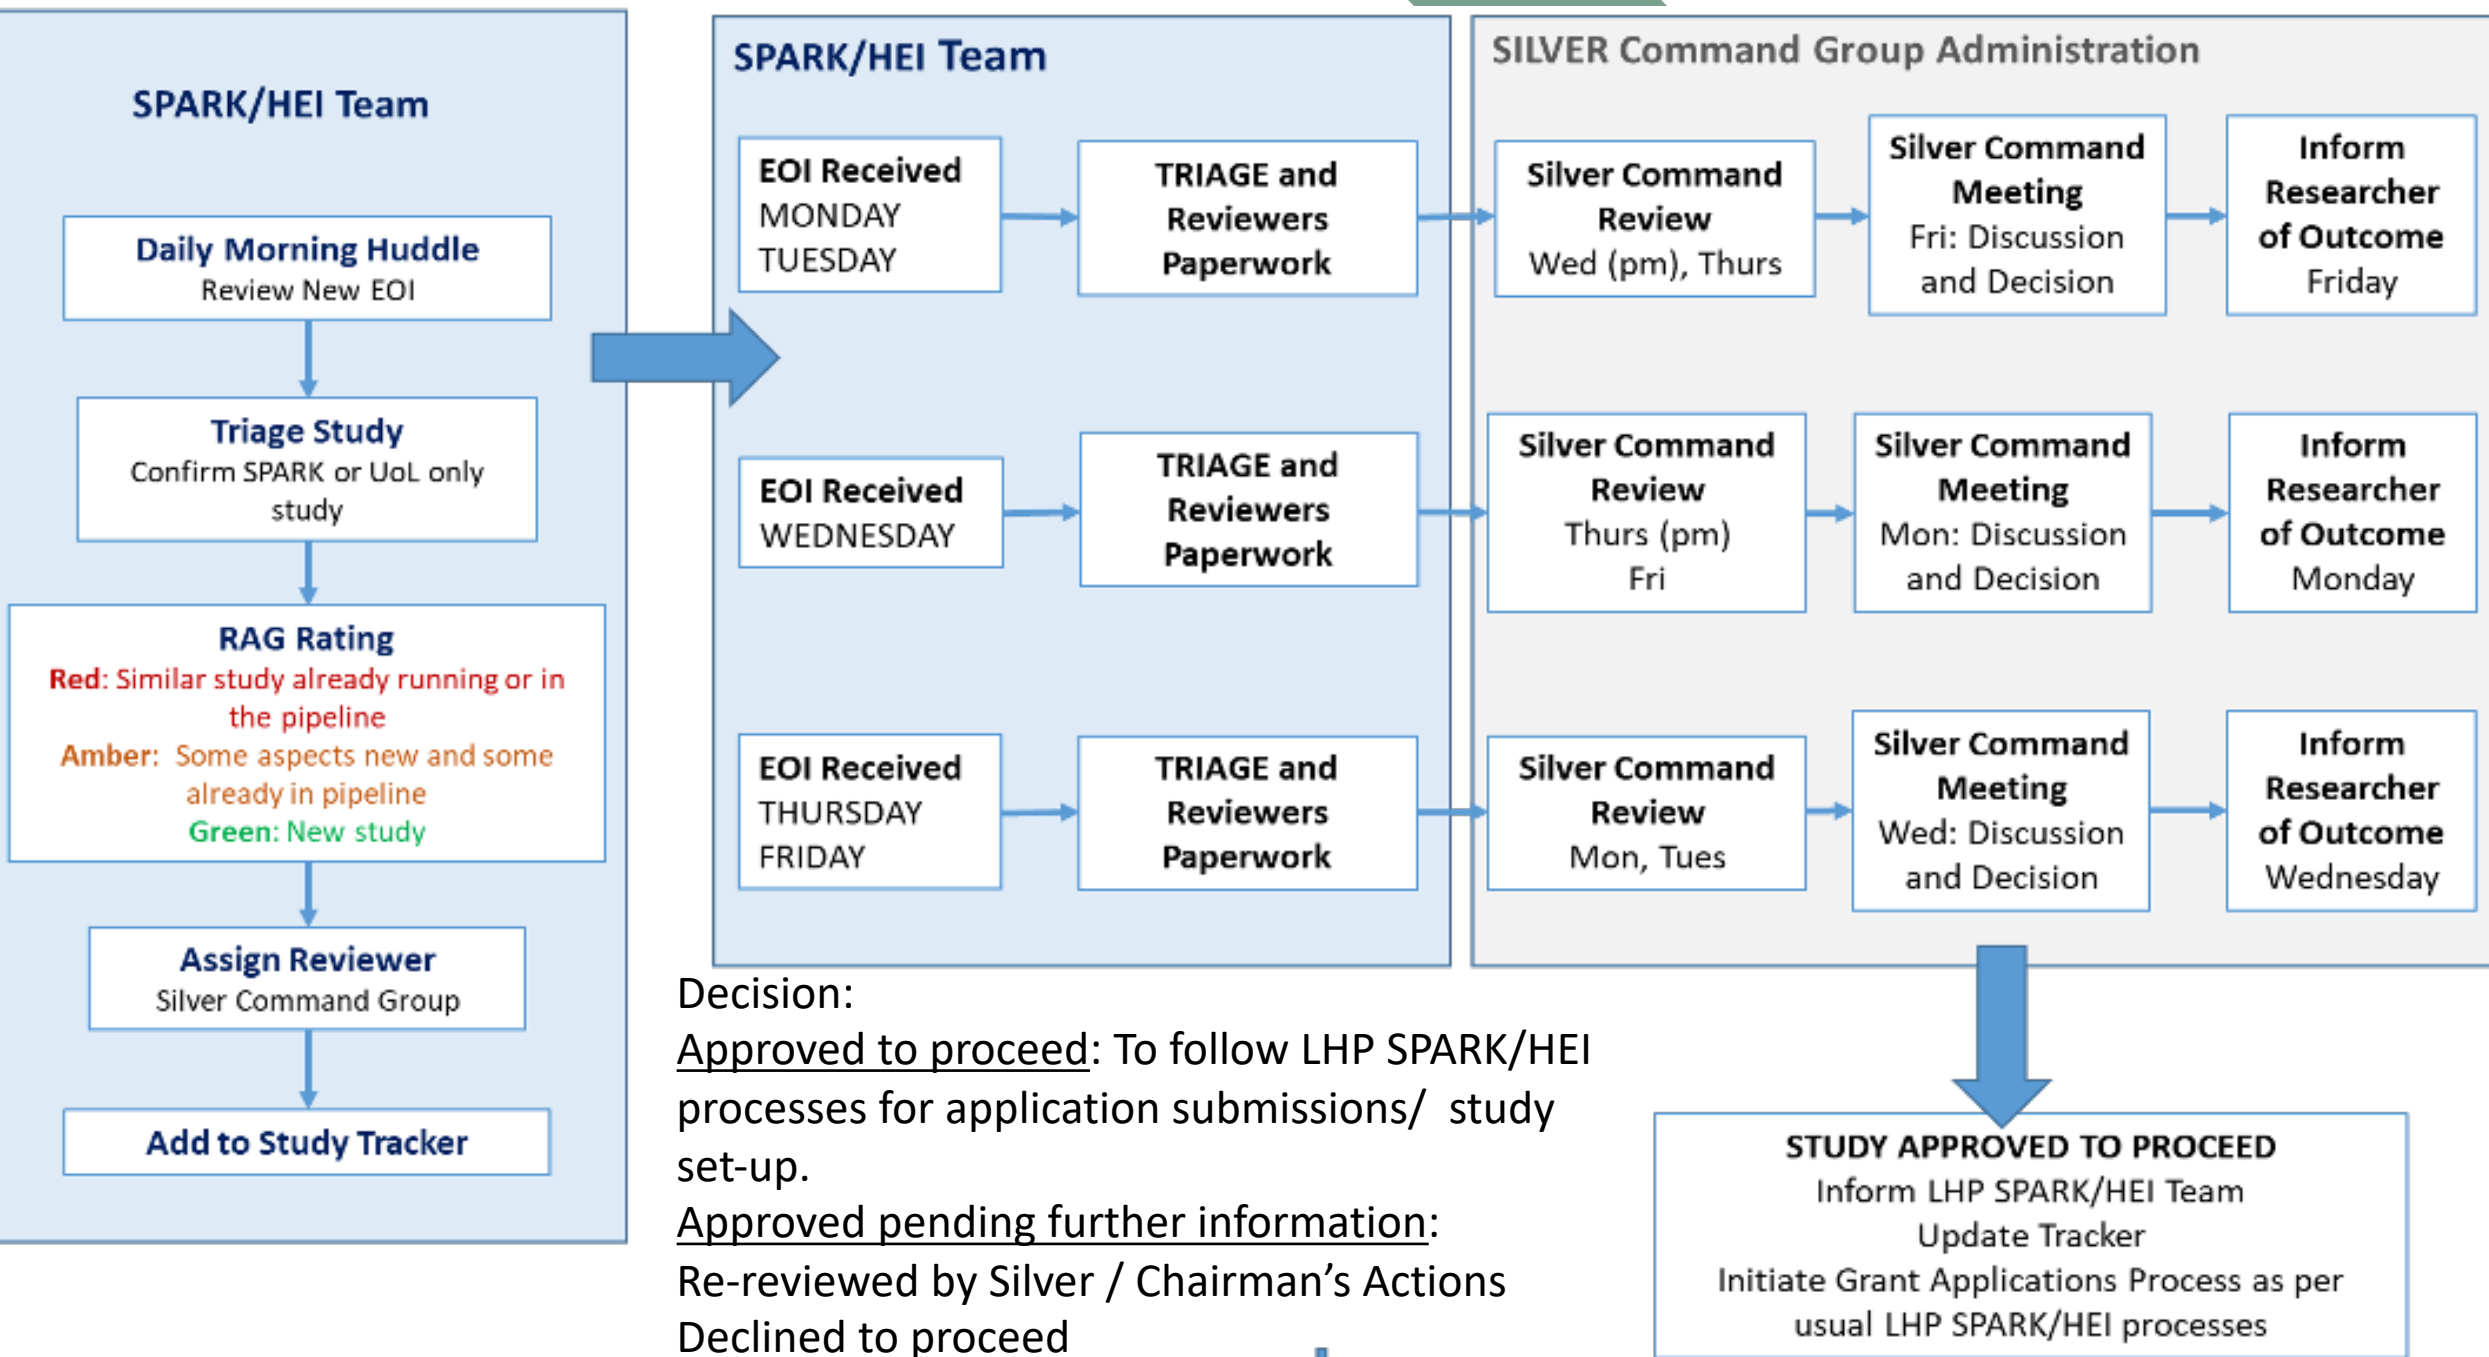 SPARK/HEI Team
Daily Morning Huddle
Review New EOI
Triage Study
Confirm SPARK or UoL only
study
RAG Rating
Red: Similar study already running or in
the pipeline
Amber:  Some aspects new and some
already in pipeline
Green: New study
Assign Reviewer
Silver Command Group
Add to Study Tracker
SPARK/HEI Team
EOI Received
MONDAY
TUESDAY
TRIAGE and
Reviewers
Paperwork
EOI Received
WEDNESDAY
TRIAGE and
Reviewers
Paperwork
EOI Received
THURSDAY
FRIDAY
TRIAGE and
Reviewers
Paperwork
SILVER Command Group Administration
Silver Command
Review
Wed (pm), Thurs
Silver Command
Meeting
Fri: Discussion
and Decision
Inform
Researcher
of Outcome
Friday
Silver Command
Review
Thurs (pm)
Fri
Silver Command
Meeting
Mon: Discussion
and Decision
Inform
Researcher
of Outcome
Monday
Silver Command
Review
Mon, Tues
Silver Command
Meeting
Wed: Discussion
and Decision
Inform
Researcher
of Outcome
Wednesday
Decision:
Approved to proceed: To follow LHP SPARK/HEI
processes for application submissions/  study
set-up.
Approved pending further information:
Re-reviewed by Silver / Chairman’s Actions
Declined to proceed
STUDY APPROVED TO PROCEED
Inform LHP SPARK/HEI Team
Update Tracker
Initiate Grant Applications Process as per
usual LHP SPARK/HEI processes